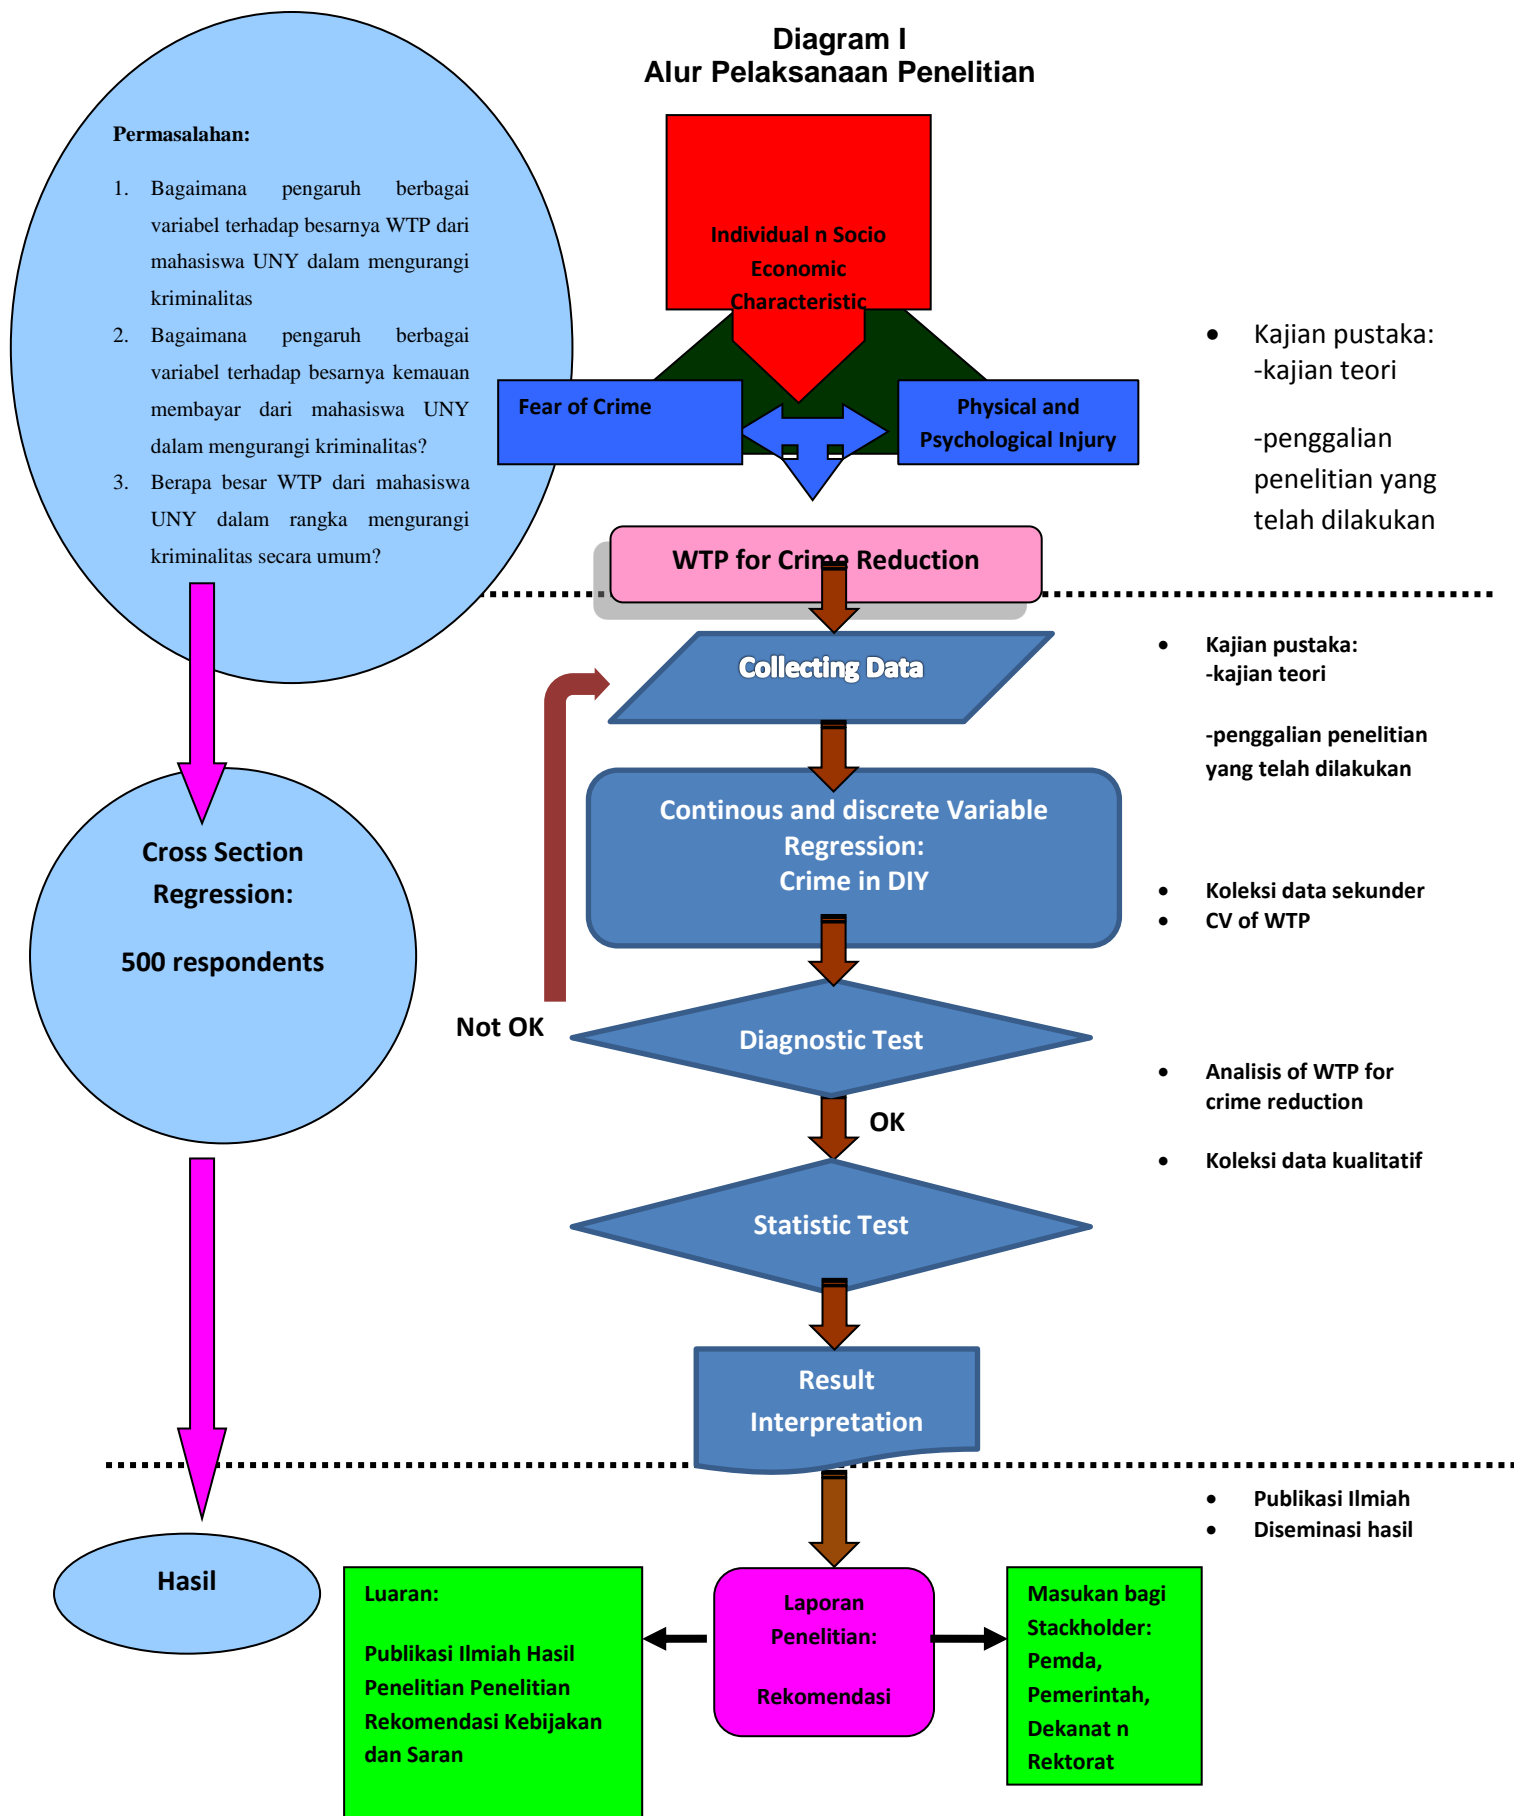 Diagram I
Alur Pelaksanaan Penelitian
Permasalahan:
1. Bagaimana pengaruh berbagai
variabel terhadap besarnya WTP dari
mahasiswa UNY dalam mengurangi
kriminalitas
2. Bagaimana pengaruh berbagai
variabel terhadap besarnya kemauan
membayar dari mahasiswa UNY
dalam mengurangi kriminalitas?
3. Berapa besar WTP dari mahasiswa
UNY dalam rangka mengurangi
kriminalitas secara umum?
Individual n Socio
Economic
Characteristic
Fear of Crime
Physical and
Psychological Injury
• Kajian pustaka:
-kajian teori
-penggalian
penelitian yang
telah dilakukan
WTP for Crime Reduction
Collecting Data
• Kajian pustaka:
-kajian teori
-penggalian penelitian
yang telah dilakukan
Continous and discrete Variable
Regression:
Crime in DIY
Cross Section
Regression:
500 respondents
• Koleksi data sekunder
• CV of WTP
Not OK
Diagnostic Test
• Analisis of WTP for
crime reduction
OK
• Koleksi data kualitatif
Statistic Test
Result
Interpretation
• Publikasi Ilmiah
• Diseminasi hasil
Hasil
Luaran:
Publikasi Ilmiah Hasil
Penelitian Penelitian
Rekomendasi Kebijakan
dan Saran
Laporan
Penelitian:
Rekomendasi
Masukan bagi
Stackholder:
Pemda,
Pemerintah,
Dekanat n
Rektorat